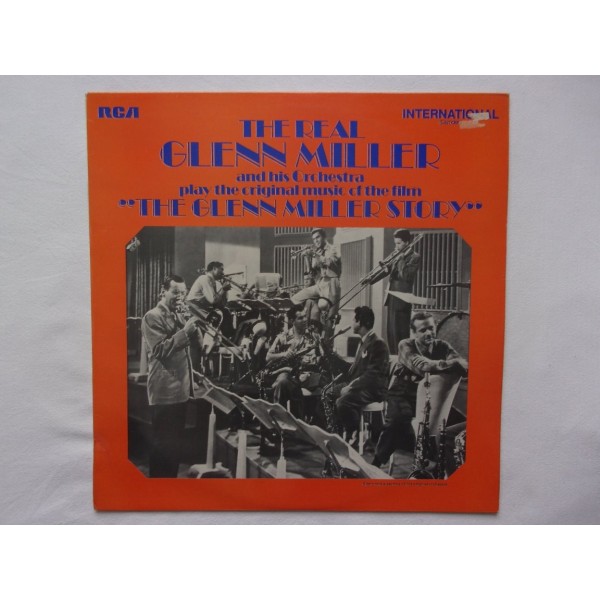 RCA
INTERNATIONAL
THE REAL
GLENN MILLER
and his Orchestra
play the original music of the film
"THE GLENN MILLER STORY"